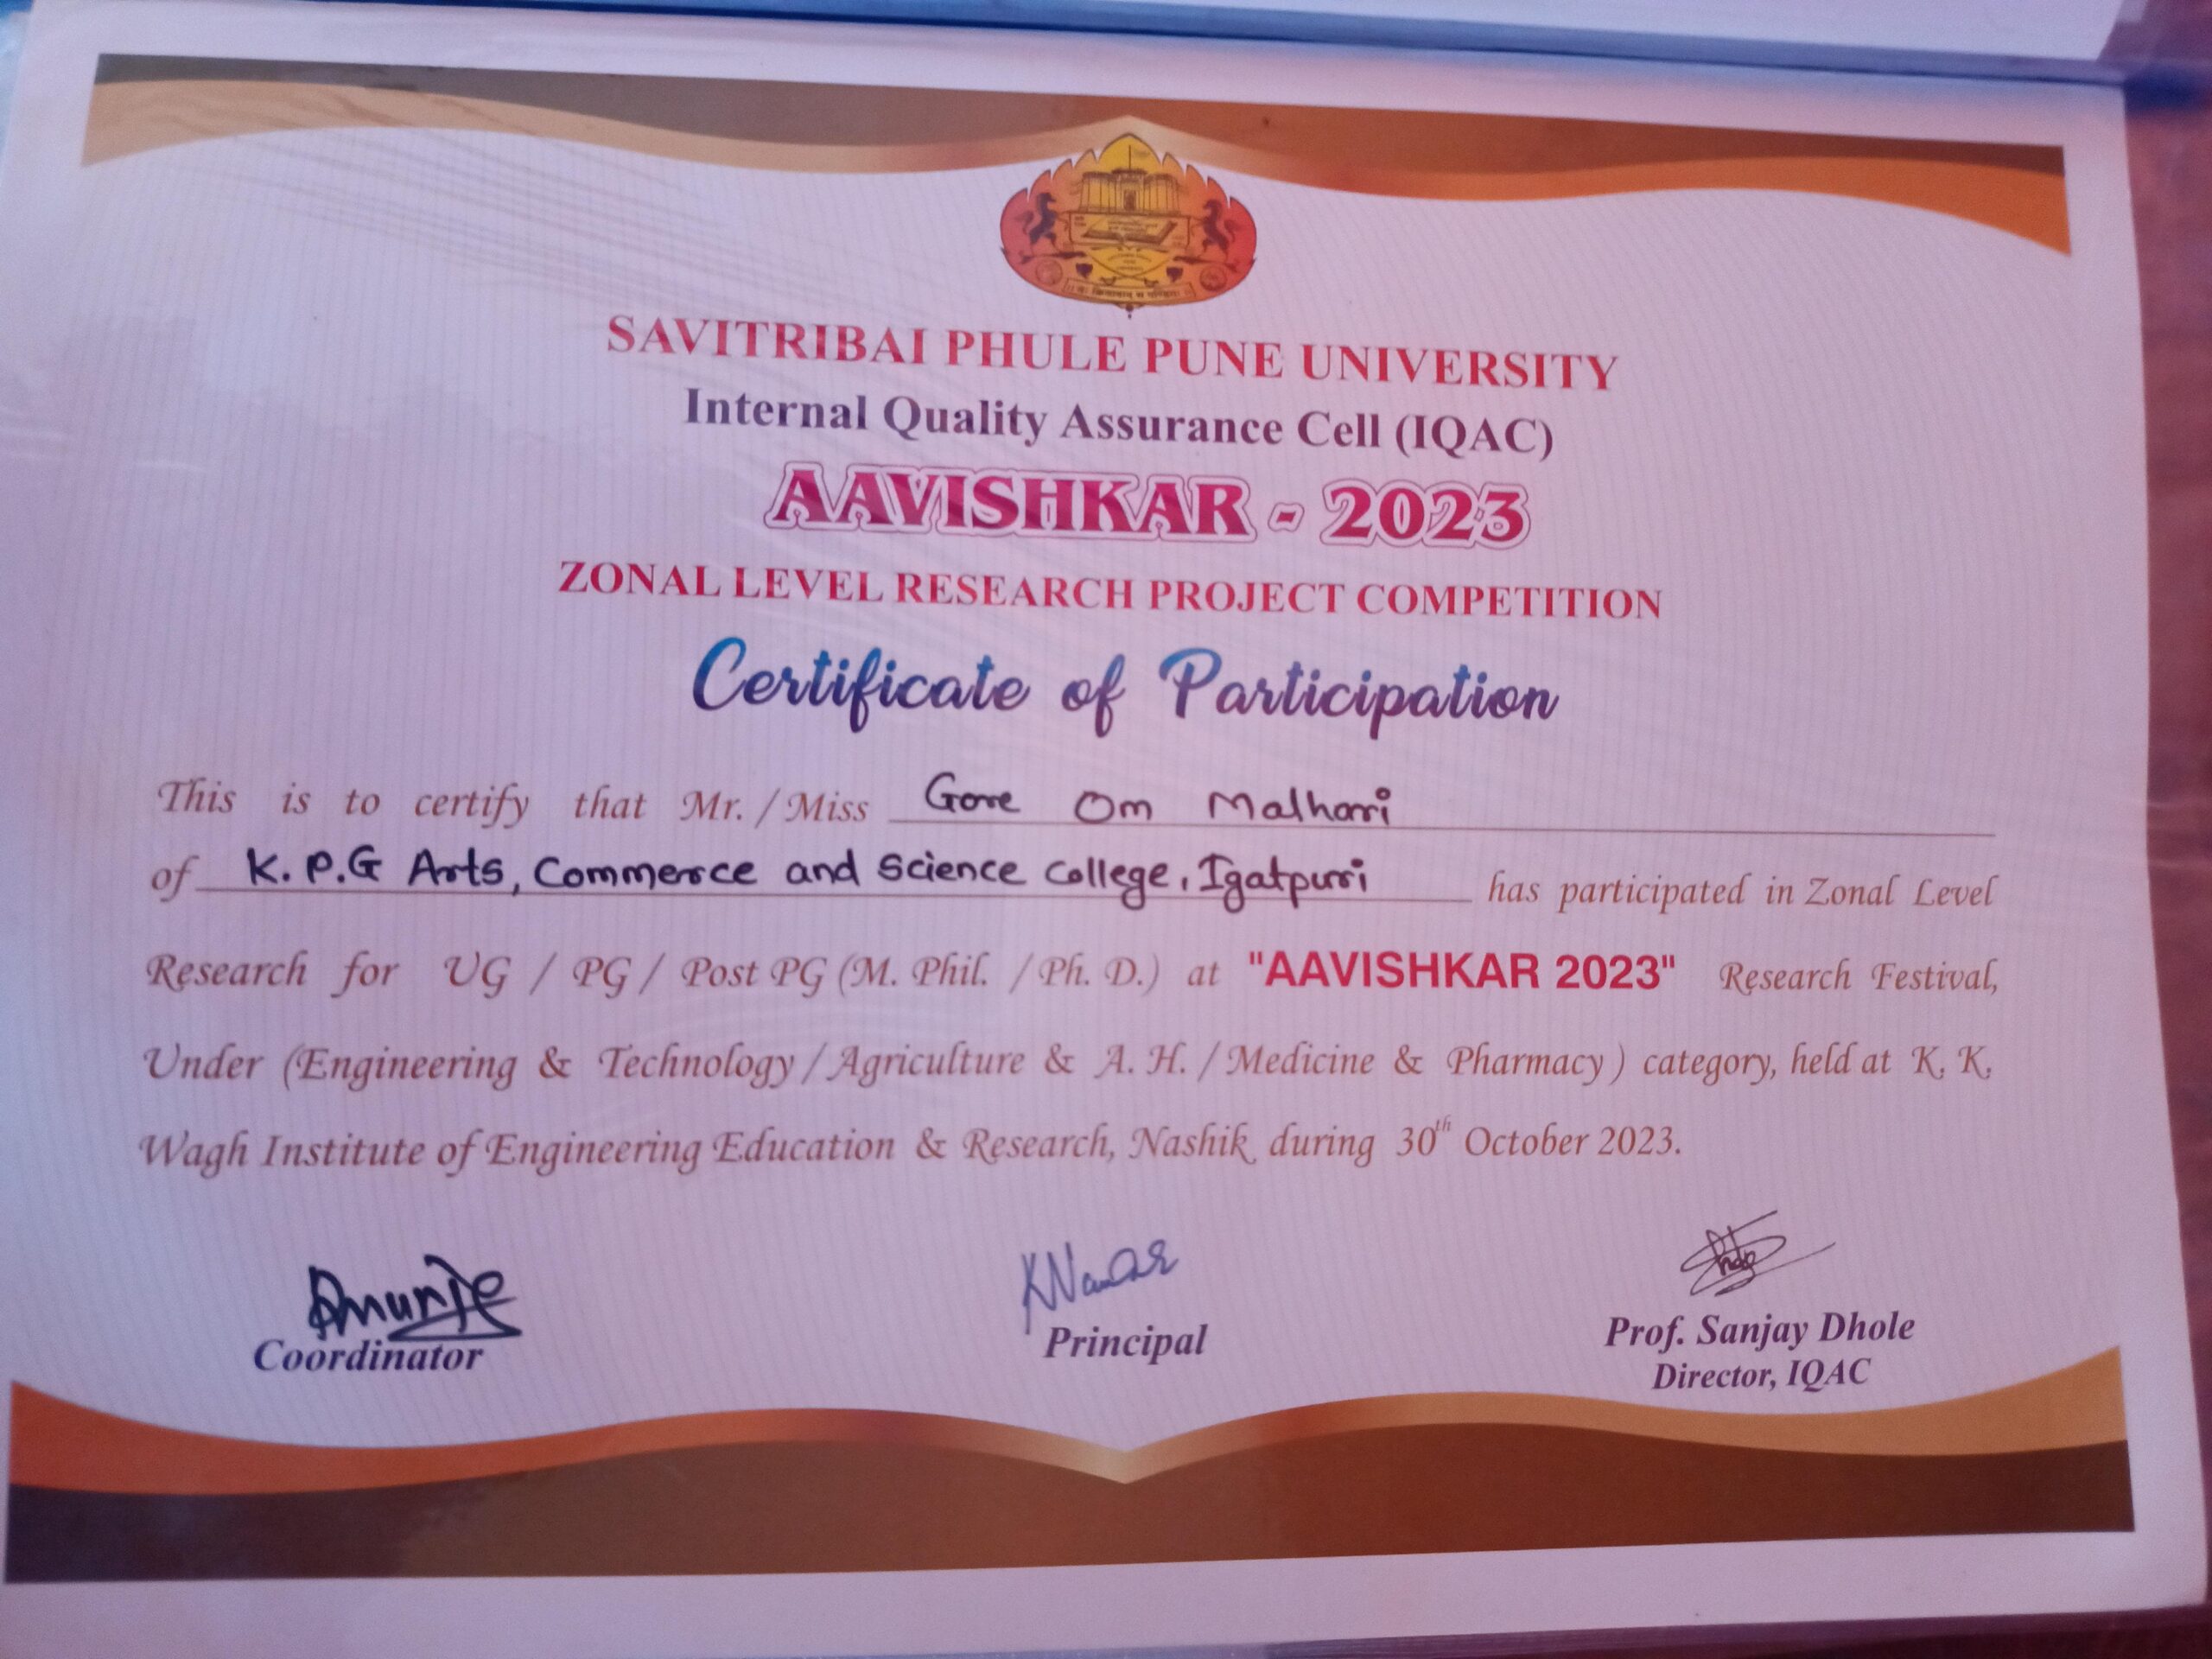 SAVITRIBAI PHULE PUNE UNIVERSITY
Internal Quality Assurance Cell (IQAC)
AAVISHKAR - 2023
ZONAL LEVEL RESEARCH PROJECT COMPETITION
Certificate of Participation
This is to certify that Mr. / Miss Gore Om Malhari
of K. P. G Arts, Commerce and Science College, Igatpuri has participated in Zonal Level
Research for UG / PG / Post PG (M. Phil. / Ph. D.) at "AAVISHKAR 2023" Research Festival,
Under (Engineering & Technology / Agriculture & A. H. / Medicine & Pharmacy ) category, held at K. K.
Wagh Institute of Engineering Education & Research, Nashik during 30th October 2023.
Coordinator
Principal
Prof. Sanjay Dhole
Director, IQAC